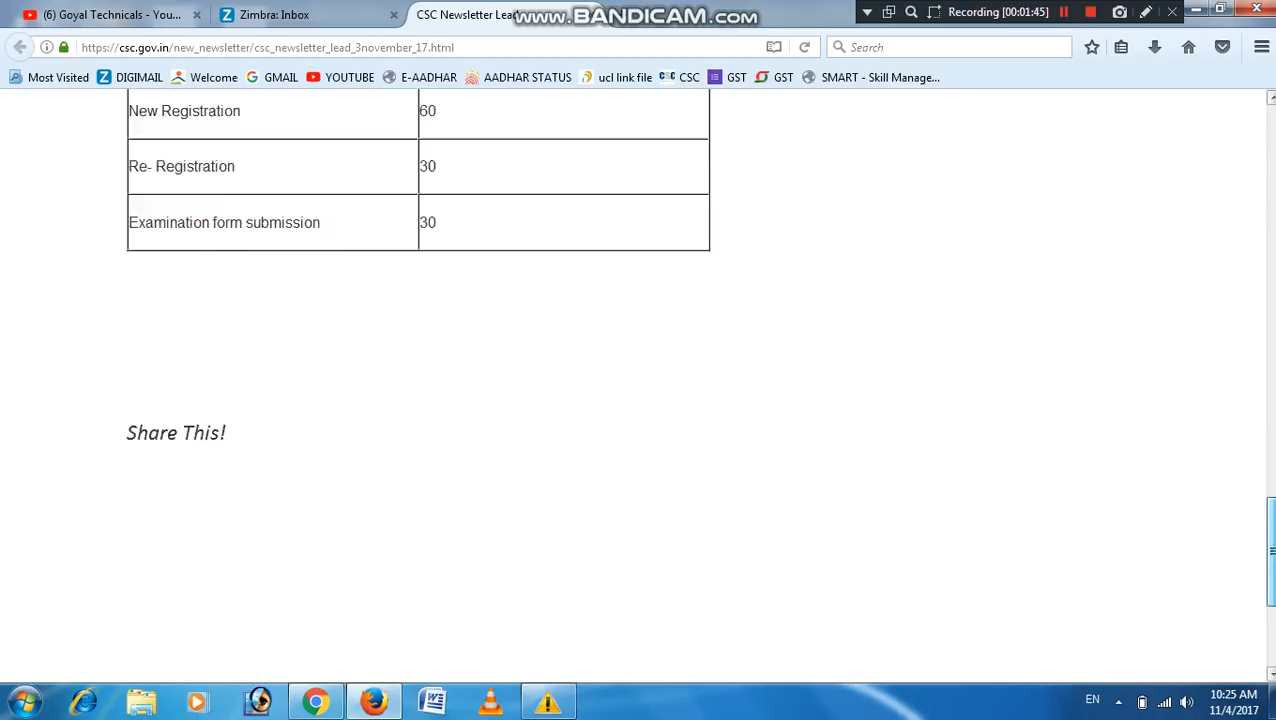 (6) Goyal Technicals - You...
Zimbra: Inbox
CSC Newsletter Lea
www.BANDICAM.com
Recording [00:01:45]
https://csc.gov.in/new_newsletter/csc_newsletter_lead_3november_17.html
Search
Most Visited
DIGIMAIL
Welcome
GMAIL
YOUTUBE
E-AADHAR
AADHAR STATUS
ucl link file
CSC
GST
GST
SMART - Skill Manage...
New Registration 60
Re- Registration 30
Examination form submission 30
Share This!
EN
10:25 AM
11/4/2017